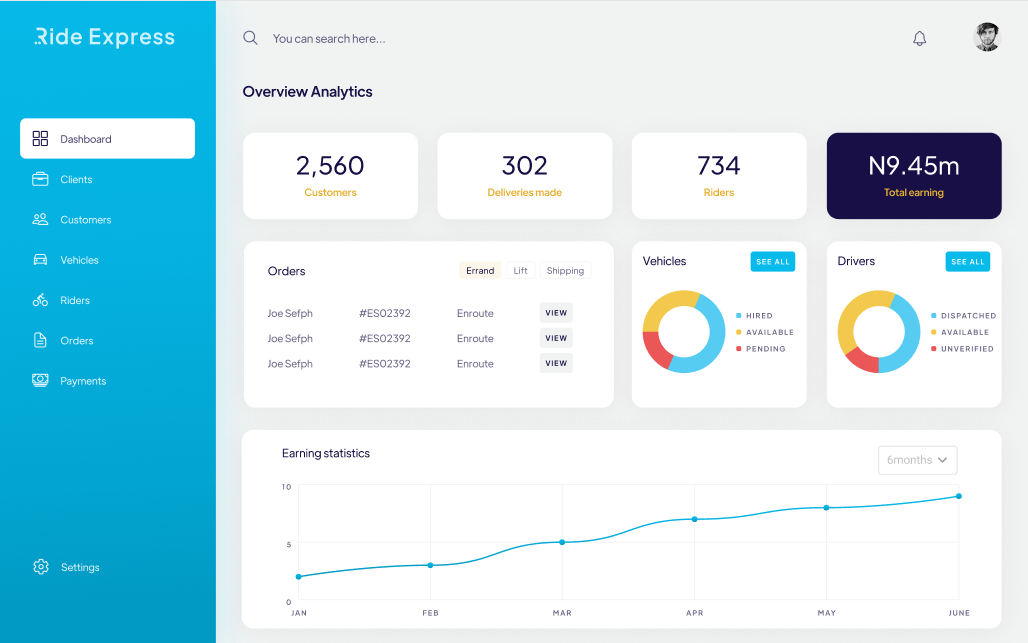 Ride Express
You can search here...
Overview Analytics
Dashboard
Clients
Customers
Vehicles
Riders
Orders
Payments
Settings
2,560
Customers
302
Deliveries made
734
Riders
N9.45m
Total earning
Orders
Errand Lift Shipping
Joe Sefph #ES02392 Enroute VIEW
Joe Sefph #ES02392 Enroute VIEW
Joe Sefph #ES02392 Enroute VIEW
Vehicles SEE ALL
HIRED
AVAILABLE
PENDING
Drivers SEE ALL
DISPATCHED
AVAILABLE
UNVERIFIED
Earning statistics
6months
10
5
0
JAN FEB MAR APR MAY JUNE